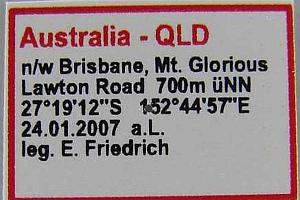 Australia - QLD
n/w Brisbane, Mt. Glorious
Lawton Road 700m üNN
27°19'12"S 152°44'57"E
24.01.2007 a.L.
leg. E. Friedrich